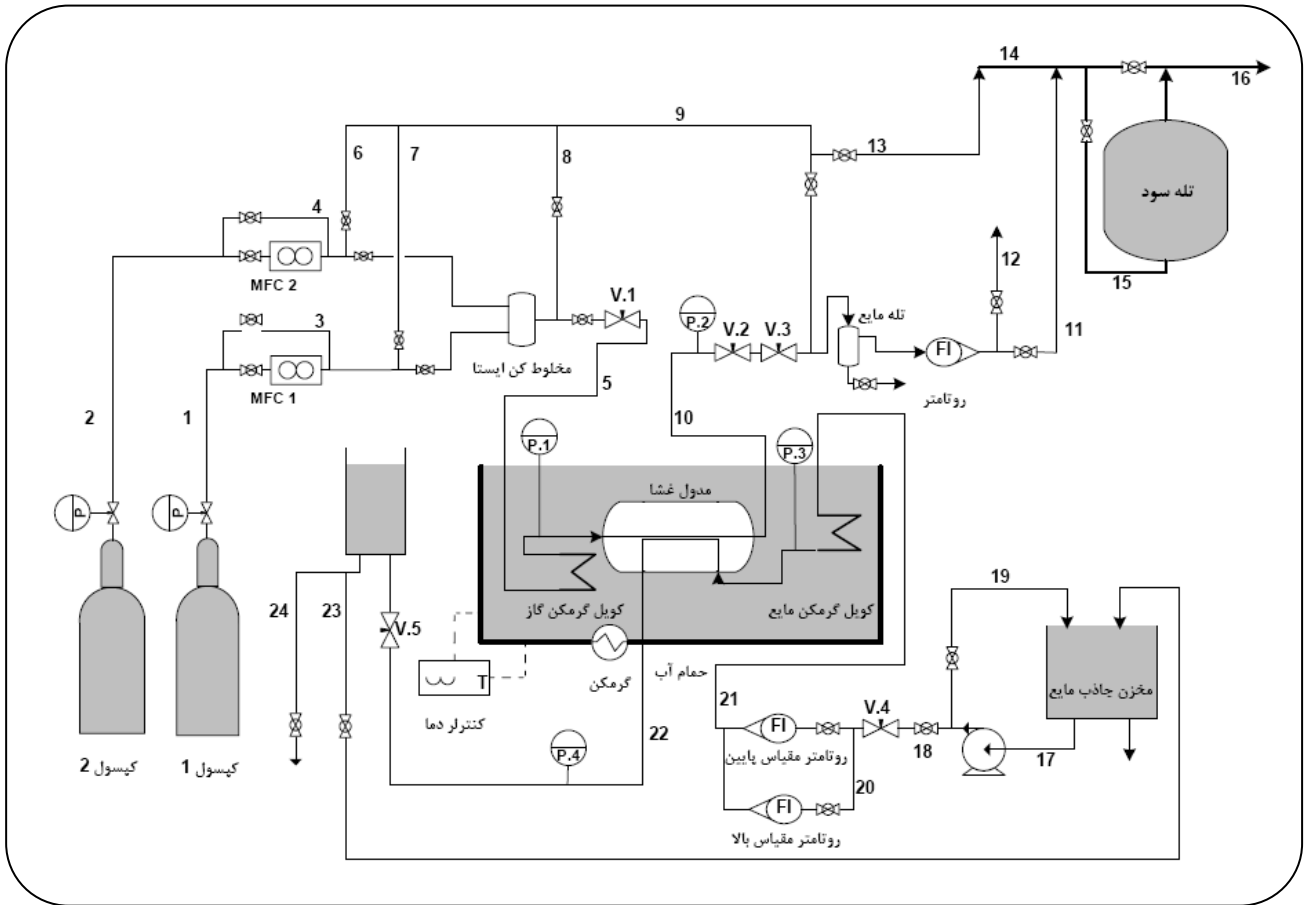 14
16
9
6
7
8
13
4
تله سود
12
15
MFC 2
V.1
P.2
V.2
V.3
تله مایع
11
3
FI
مخلوط کن ایستا
روتامتر
MFC 1
5
2
1
10
P.1
P.3
مدول غشا
P
P
19
24
23
V.5
کویل گرمکن گاز
کویل گرمکن مایع
حمام آب
مخزن جاذب مایع
T
گرمکن
21
V.4
کنترلر دما
22
FI
18
17
P.4
روتامتر مقیاس پایین
کپسول 2
کپسول 1
20
FI
روتامتر مقیاس بالا